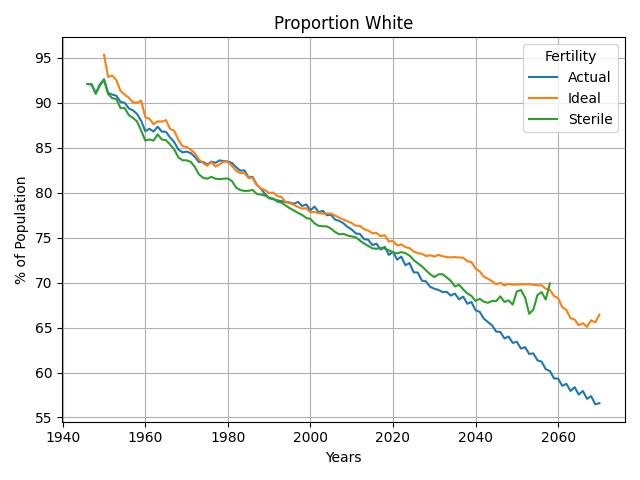 Proportion White
% of Population
95
90
85
80
75
70
65
60
55
Fertility
Actual
Ideal
Sterile
1940
1960
1980
2000
2020
2040
2060
Years